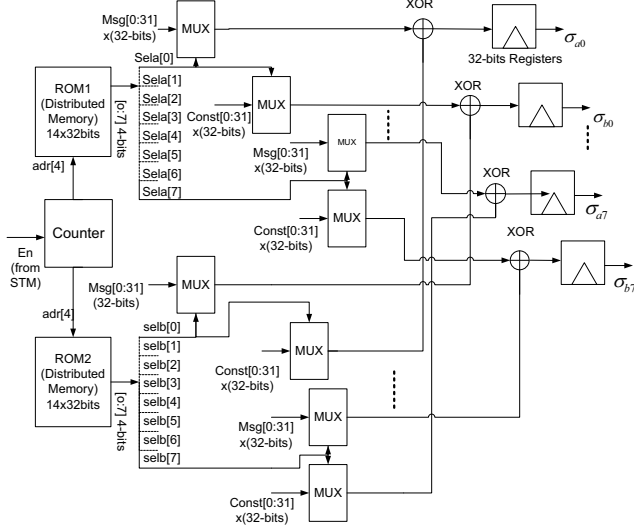 XOR
Msg[0:31]
x(32-bits)
MUX
σa0
32-bits Registers
Sela[0]
ROM1
(Distributed
Memory)
14x32bits
[o:7] 4-bits
Sela[1]
Sela[2]
Sela[3]
Sela[4]
Sela[5]
Sela[6]
Sela[7]
Const[0:31]
x(32-bits)
MUX
XOR
σb0
Msg[0:31]
x(32-bits)
MUX
XOR
σa7
adr[4]
Counter
En
(from
STM)
Const[0:31]
x(32-bits)
MUX
XOR
σb7
adr[4]
Msg[0:31]
(32-bits)
MUX
selb[0]
ROM2
(Distributed
Memory)
14x32bits
[o:7] 4-bits
selb[1]
selb[2]
selb[3]
selb[4]
selb[5]
selb[6]
selb[7]
Const[0:31]
x(32-bits)
MUX
Msg[0:31]
x(32-bits)
MUX
Const[0:31]
x(32-bits)
MUX